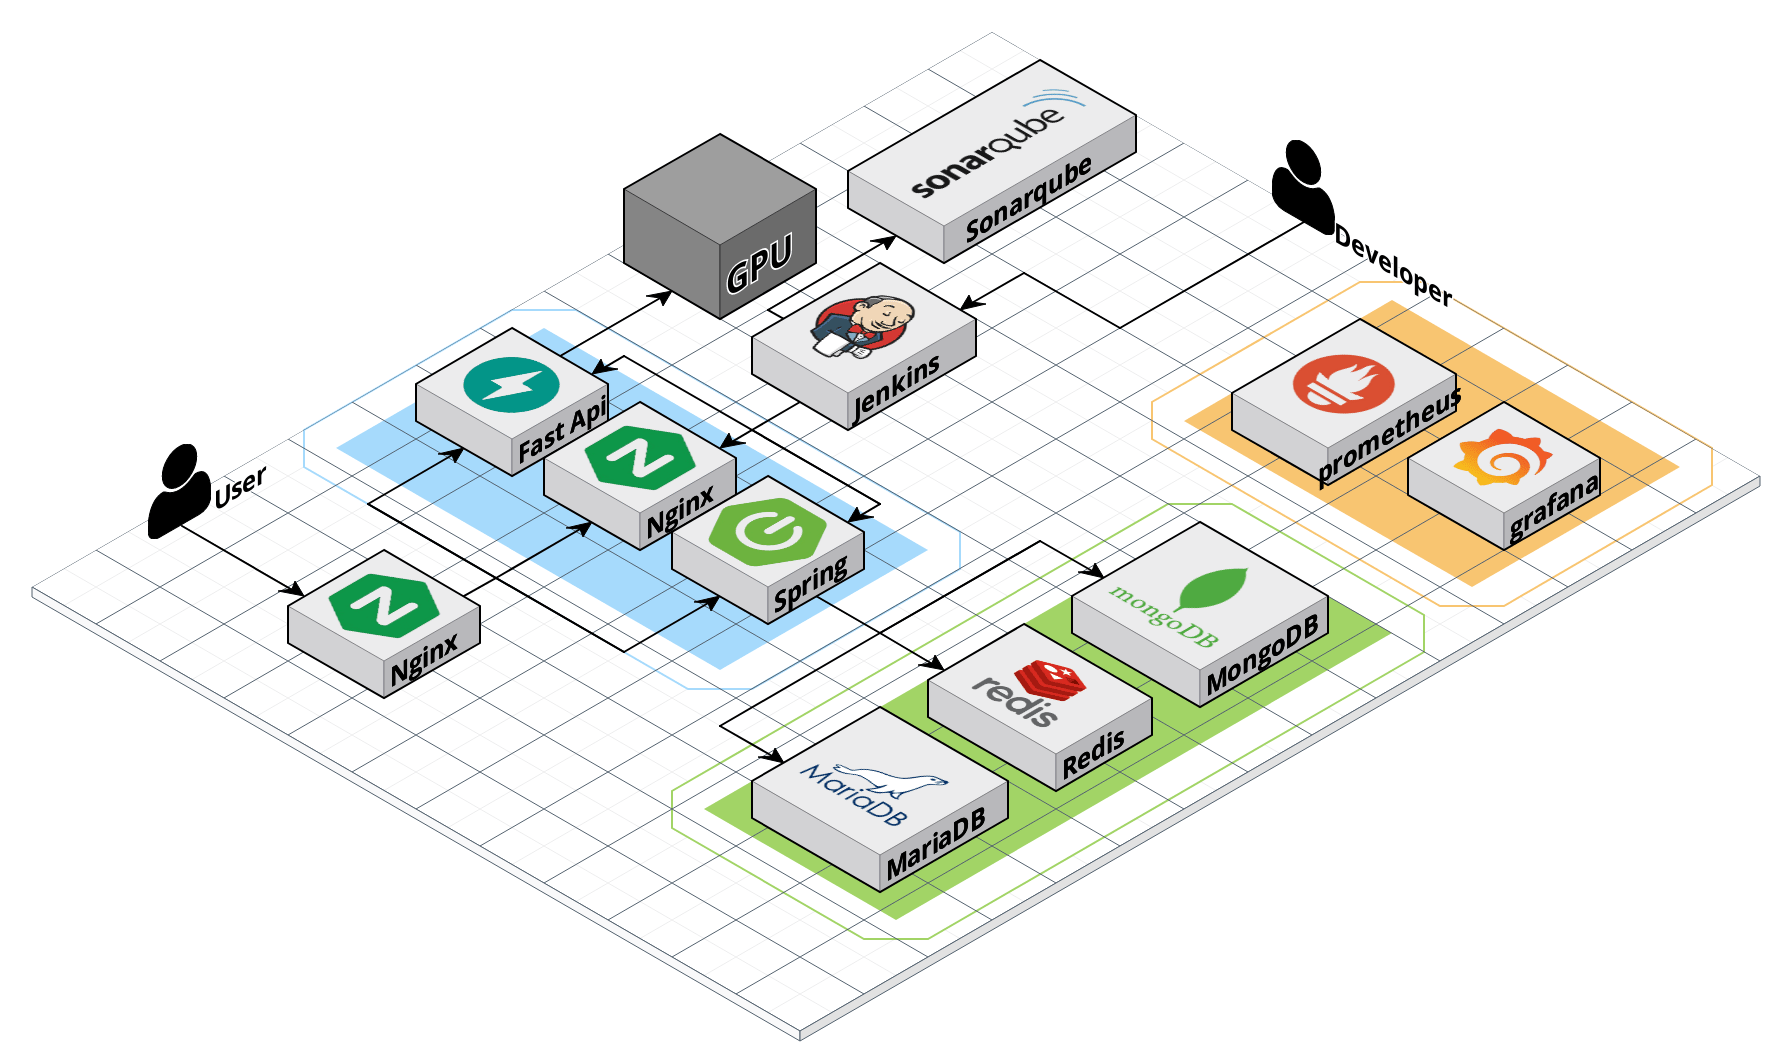 sonarqube
Sonarqube
GPU
Developer
Jenkins
Fast Api
prometheus
Nginx
grafana
User
Spring
Nginx
mongoDB
MongoDB
redis
Redis
MariaDB
MariaDB